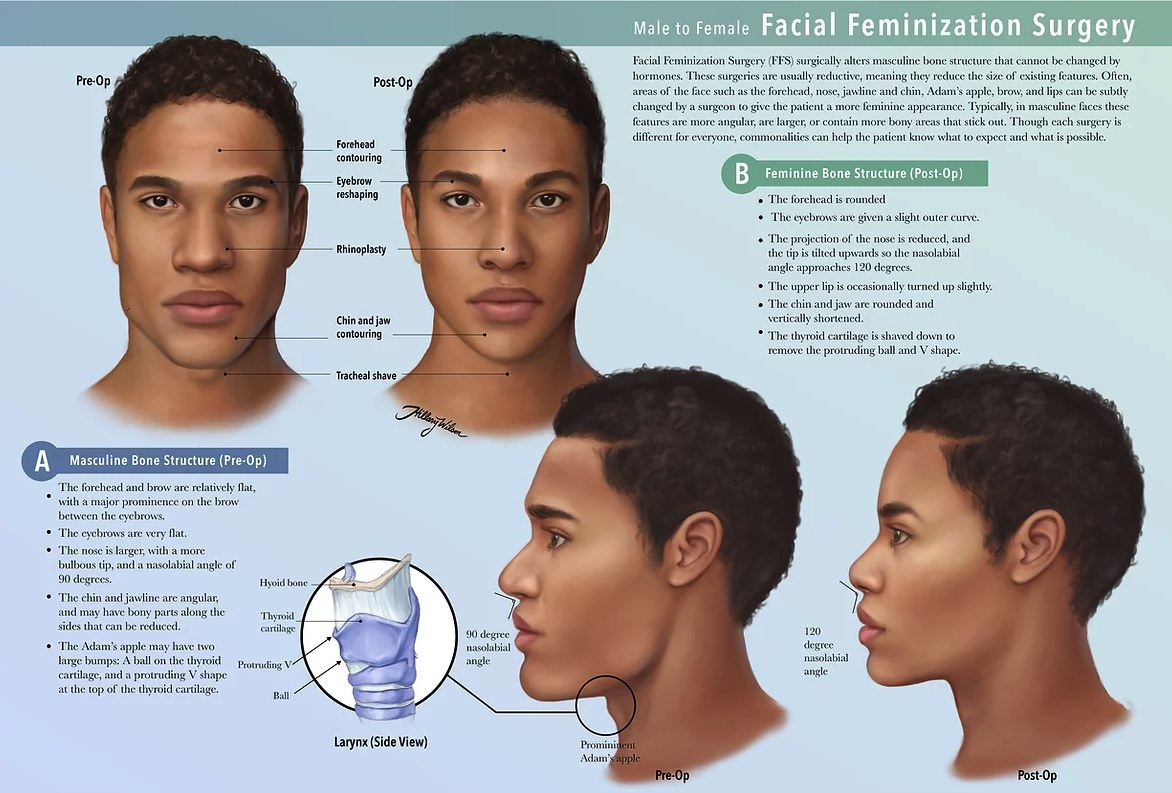 Male to Female Facial Feminization Surgery
Facial Feminization Surgery (FFS) surgically alters masculine bone structure that cannot be changed by
hormones. These surgeries are usually reductive, meaning they reduce the size of existing features. Often,
areas of the face such as the forehead, nose, jawline and chin, Adam's apple, brow, and lips can be subtly
changed by a surgeon to give the patient a more feminine appearance. Typically, in masculine faces these
features are more angular, are larger, or contain more bony areas that stick out. Though each surgery is
different for everyone, commonalities can help the patient know what to expect and what is possible.
Pre-Op
Post-Op
Forehead
contouring
Eyebrow
reshaping
Rhinoplasty
Chin and jaw
contouring
Tracheal shave
Hillary Wilson
B Feminine Bone Structure (Post-Op)
• The forehead is rounded
• The eyebrows are given a slight outer curve.
• The projection of the nose is reduced, and
the tip is tilted upwards so the nasolabial
angle approaches 120 degrees.
• The upper lip is occasionally turned up slightly.
• The chin and jaw are rounded and
vertically shortened.
• The thyroid cartilage is shaved down to
remove the protruding ball and V shape.
A Masculine Bone Structure (Pre-Op)
• The forehead and brow are relatively flat,
with a major prominence on the brow
between the eyebrows.
• The eyebrows are very flat.
• The nose is larger, with a more
bulbous tip, and a nasolabial angle of
90 degrees.
• The chin and jawline are angular,
and may have bony parts along the
sides that can be reduced.
• The Adam's apple may have two
large bumps: A ball on the thyroid
cartilage, and a protruding V shape
at the top of the thyroid cartilage.
Hyoid bone
Thyroid
cartilage
Protruding V
Ball
Larynx (Side View)
90 degree
nasolabial
angle
Promininent
Adam's apple
Pre-Op
120
degree
nasolabial
angle
Post-Op